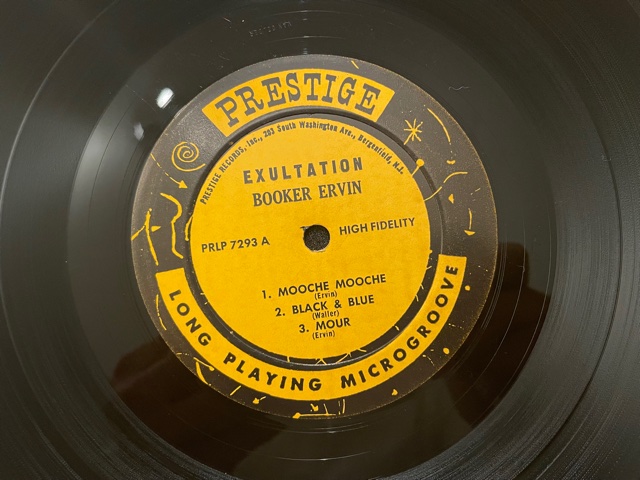 PRESTIGE
PRESTIGE RECORDS, Inc., 203 South Washington Ave., Bergenfield, N.J.
EXULTATION
BOOKER ERVIN
PRLP 7293 A
HIGH FIDELITY
1. MOOCHE MOOCHE
(Ervin)
2. BLACK & BLUE
(Waller)
3. MOUR
(Ervin)
LONG PLAYING MICROGROOVE